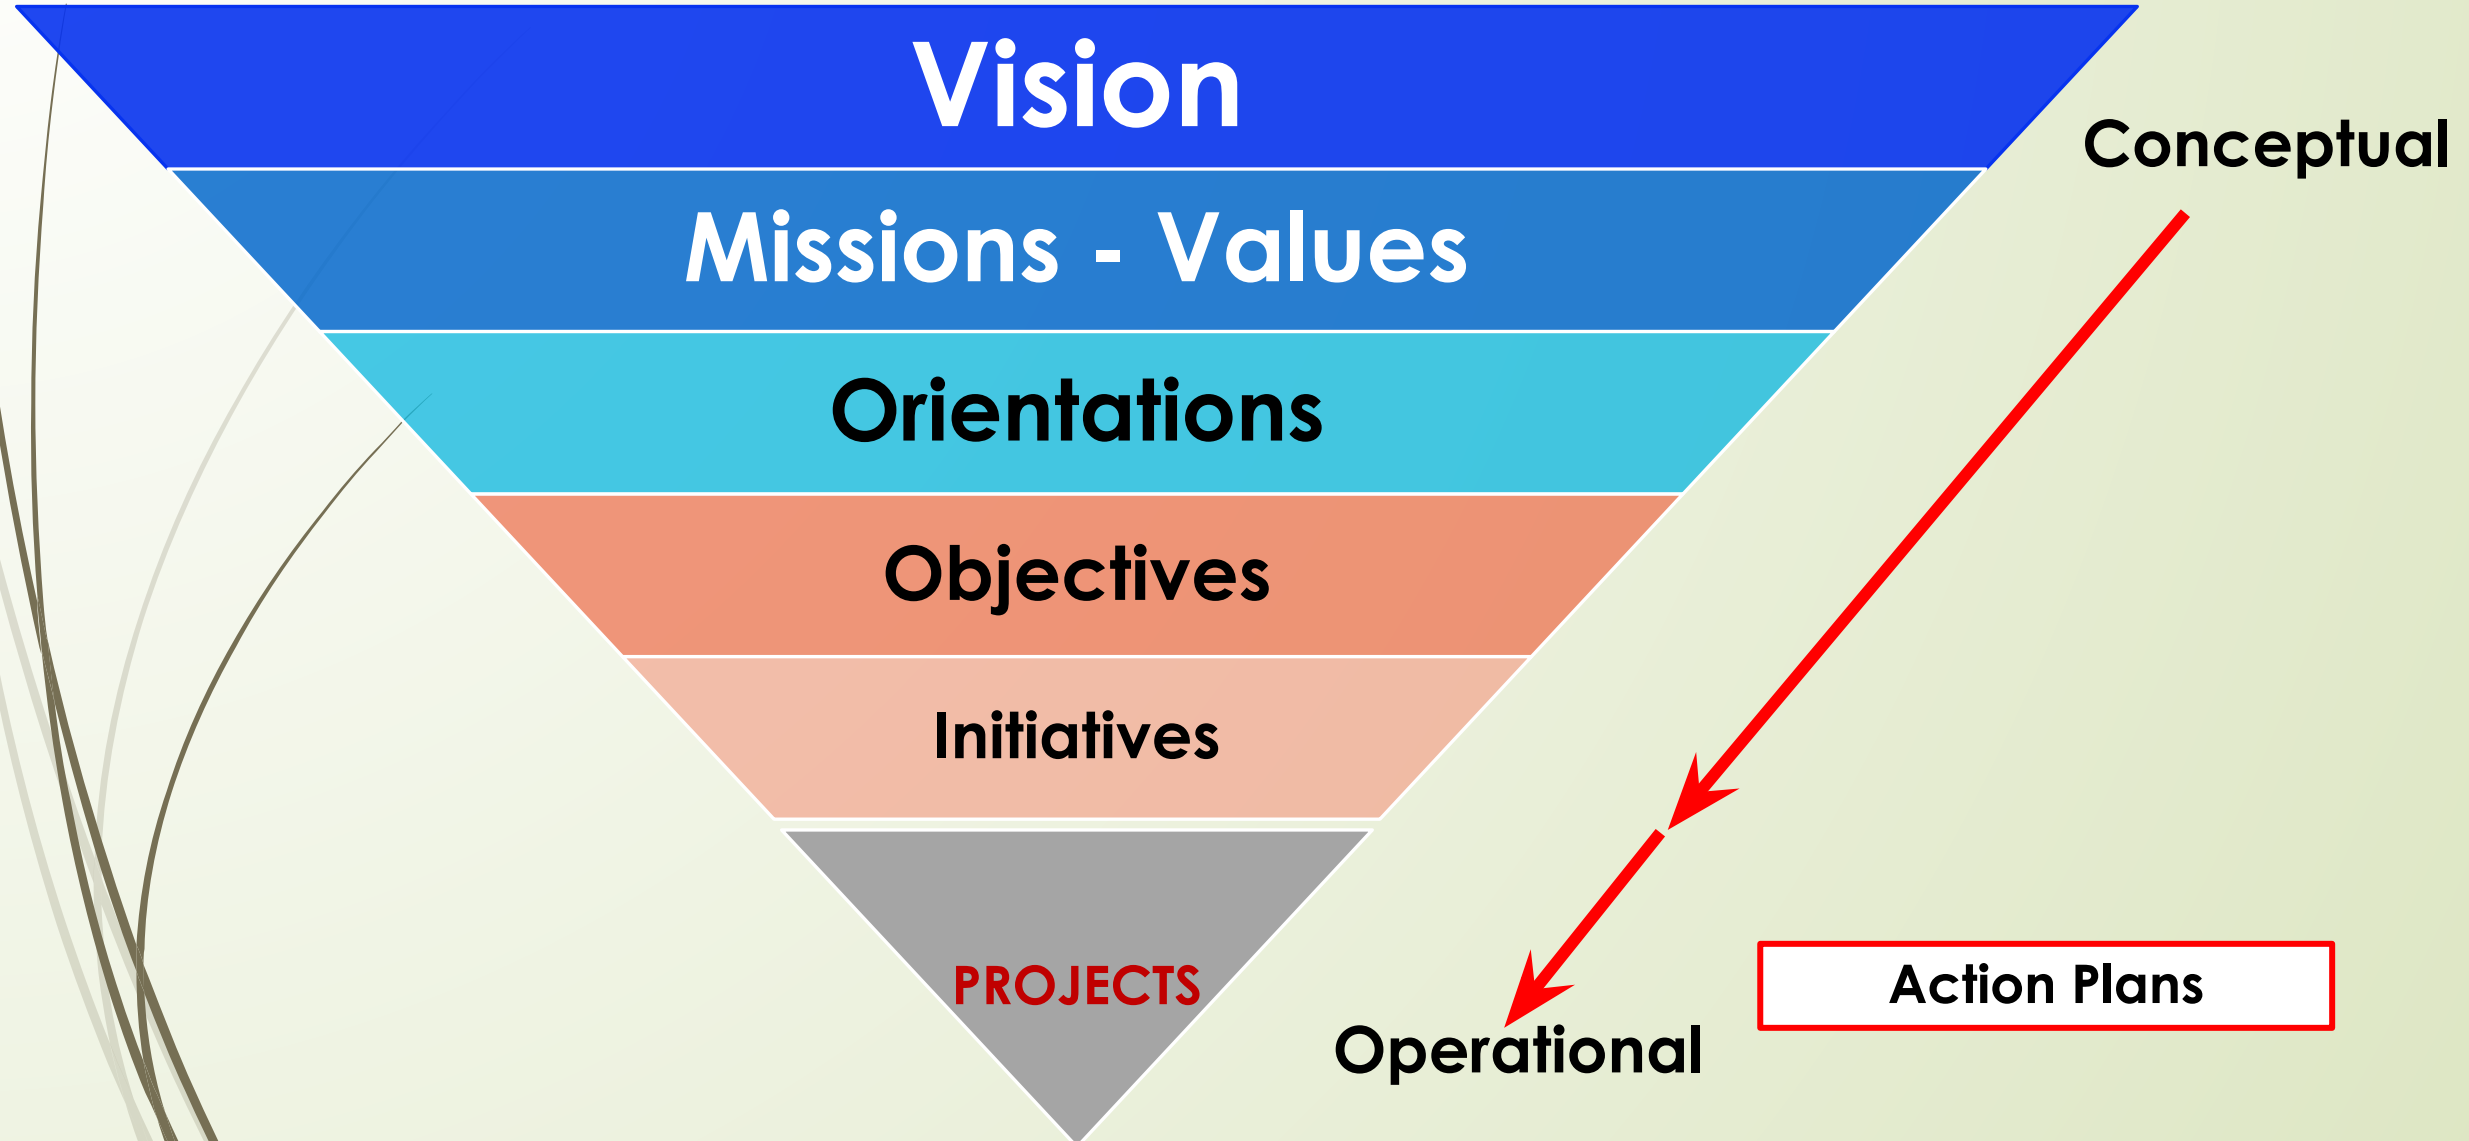 Vision
Conceptual
Missions - Values
Orientations
Objectives
Initiatives
PROJECTS
Action Plans
Operational